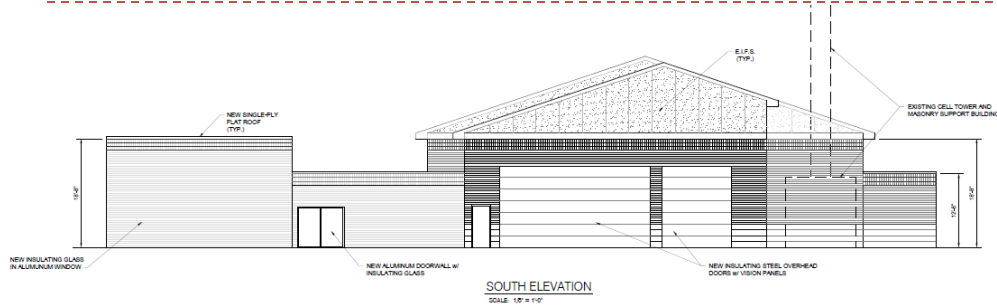 E.I.F.S.
(TYP.)
NEW SINGLE-PLY
FLAT ROOF
(TYP.)
EXISTING CELL TOWER AND
MASONRY SUPPORT BUILDING
NEW INSULATING GLASS
IN ALUMUNUM WINDOW
NEW ALUMINUM DOORWALL w/
INSULATING GLASS
NEW INSULATING STEEL OVERHEAD
DOORS w/ VISION PANELS
SOUTH ELEVATION
SCALE: 1/8" = 1'-0"